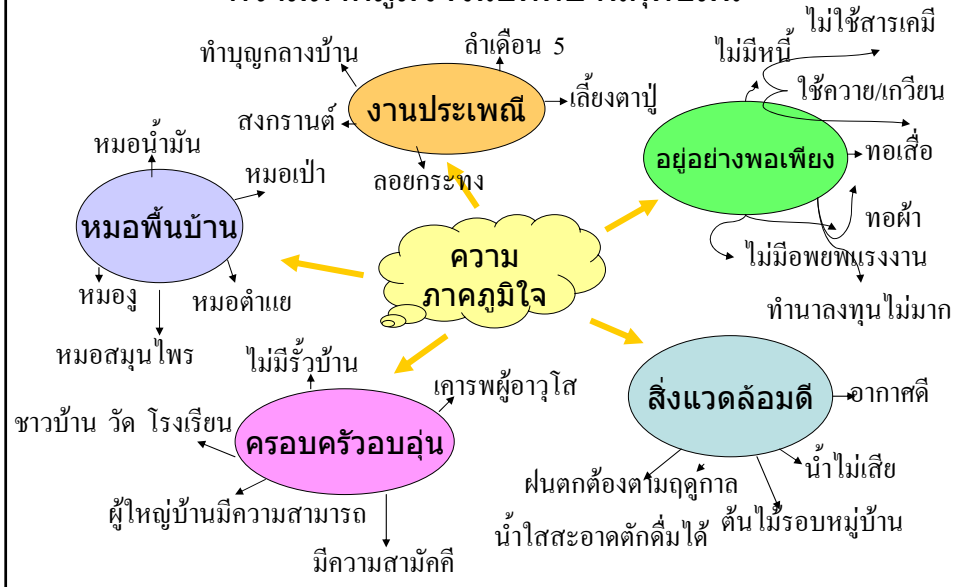 ไม่ใช้สารเคมี
ลำเดือน 5
ไม่มีหนี้
ทำบุญกลางบ้าน
เลี้ยงตาปู่
ใช้ควาย/เกวียน
งานประเพณี
สงกรานต์
หมอน้ำมัน
อยู่อย่างพอเพียง
ทอเสื่อ
หมอเป่า
ลอยกระทง
หมอพื้นบ้าน
ทอผ้า
ความ
ภาคภูมิใจ
ไม่มีอพยพแรงงาน
หมองู
หมอตำแย
ทำนาลงทุนไม่มาก
หมอสมุนไพร
ไม่มีรั้วบ้าน
เคารพผู้อาวุโส
สิ่งแวดล้อมดี
อากาศดี
ชาวบ้าน วัด โรงเรียน
ครอบครัวอบอุ่น
น้ำไม่เสีย
ฝนตกต้องตามฤดูกาล
ผู้ใหญ่บ้านมีความสามารถ
ต้นไม้รอบหมู่บ้าน
น้ำใสสะอาดตักดื่มได้
มีความสามัคคี